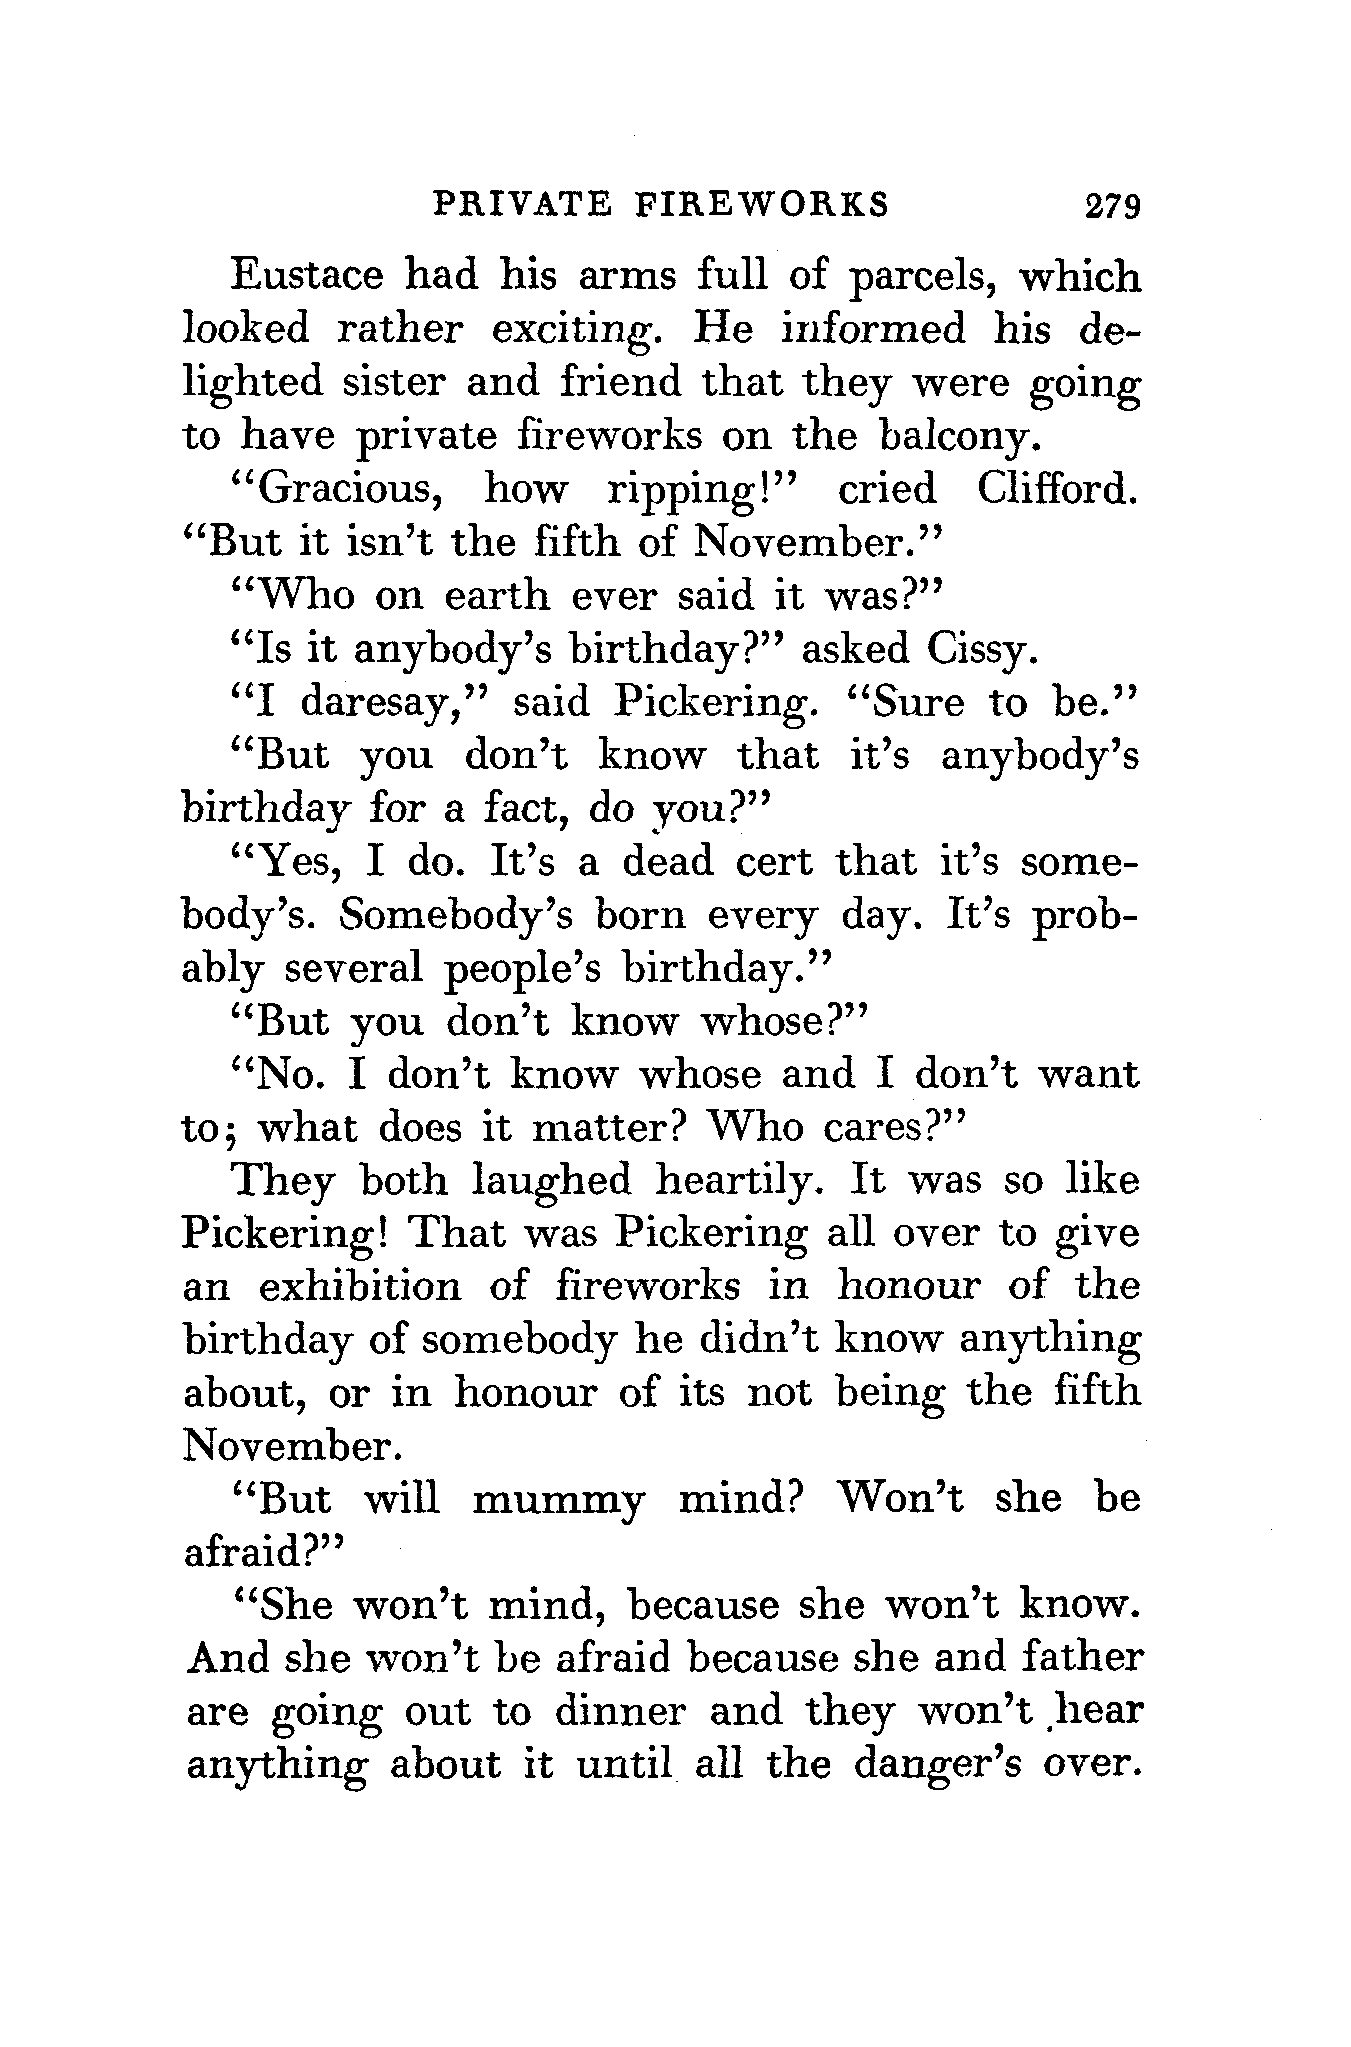 PRIVATE FIREWORKS 279
Eustace had his arms full of parcels, which
looked rather exciting. He informed his de-
lighted sister and friend that they were going
to have private fireworks on the balcony.
“Gracious, how ripping!” cried Clifford.
“But it isn’t the fifth of November.”
“Who on earth ever said it was?”
“Is it anybody’s birthday?” asked Cissy.
“I daresay,” said Pickering. “Sure to be.”
“But you don’t know that it’s anybody’s
birthday for a fact, do you?”
“Yes, I do. It’s a dead cert that it’s some-
body’s. Somebody’s born every day. It’s prob-
ably several people’s birthday.”
“But you don’t know whose?”
“No. I don’t know whose and I don’t want
to; what does it matter? Who cares?”
They both laughed heartily. It was so like
Pickering! That was Pickering all over to give
an exhibition of fireworks in honour of the
birthday of somebody he didn’t know anything
about, or in honour of its not being the fifth
November.
“But will mummy mind? Won’t she be
afraid?”
“She won’t mind, because she won’t know.
And she won’t be afraid because she and father
are going out to dinner and they won’t hear
anything about it until all the danger’s over.